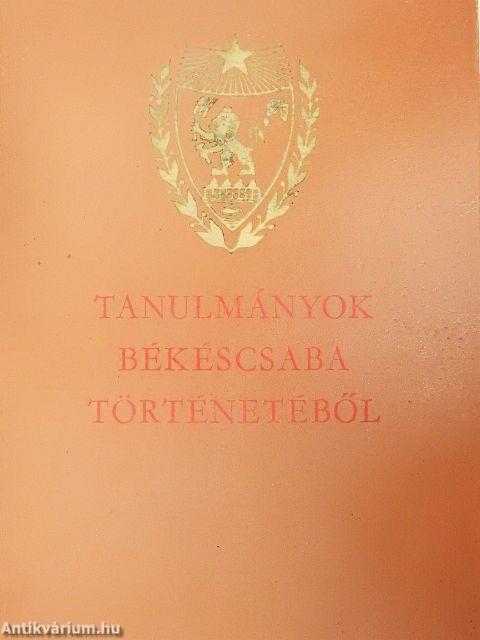 TANULMÁNYOK
BÉKÉSCSABA
TÖRTÉNETÉBŐL
Antikvárium.hu